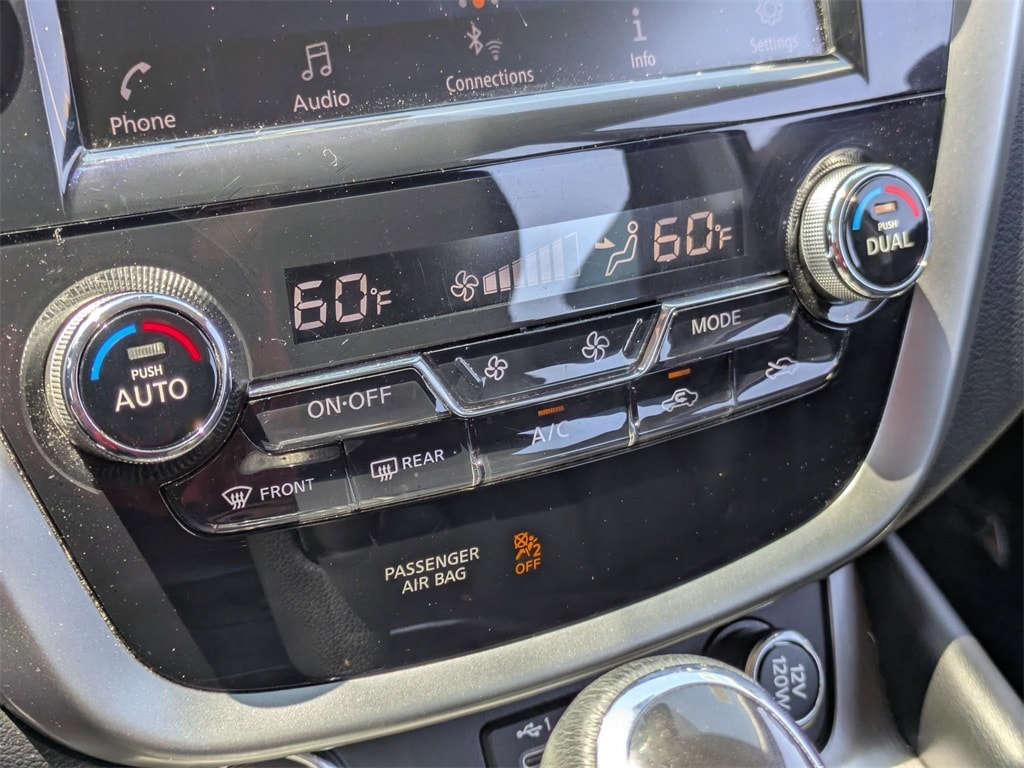 Phone
Audio
Connections
Info
Settings
60°F
60°F
PUSH
DUAL
PUSH
AUTO
ON·OFF
MODE
A/C
FRONT
REAR
PASSENGER
AIR BAG
2
OFF
12V
120W
1